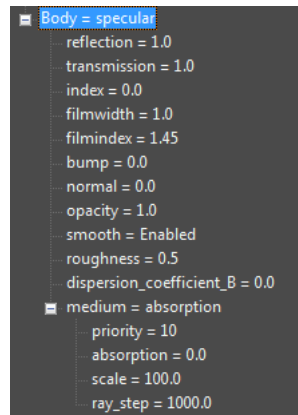 Body = specular
reflection = 1.0
transmission = 1.0
index = 0.0
filmwidth = 1.0
filmindex = 1.45
bump = 0.0
normal = 0.0
opacity = 1.0
smooth = Enabled
roughness = 0.5
dispersion_coefficient_B = 0.0
medium = absorption
priority = 10
absorption = 0.0
scale = 100.0
ray_step = 1000.0